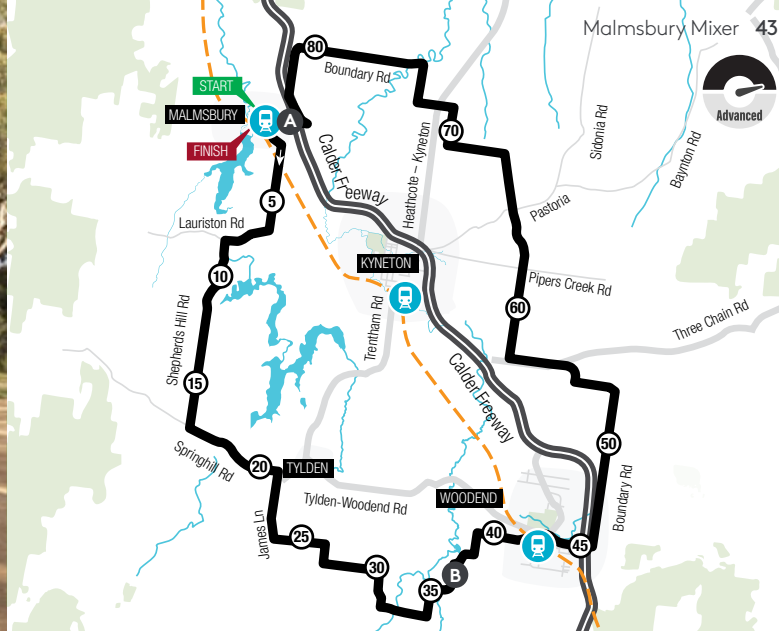 Malmsbury Mixer 43
Advanced
80
Boundary Rd
START
MALMSBURY
A
FINISH
70
Heathcote – Kyneton
Sidonia Rd
Baynton Rd
Calder Freeway
5
Lauriston Rd
Pastoria
KYNETON
10
Pipers Creek Rd
60
Shepherds Hill Rd
Trentham Rd
Three Chain Rd
15
Calder Freeway
50
Springhill Rd
20
TYLDEN
Boundary Rd
Tylden-Woodend Rd
WOODEND
James Ln
25
40
45
30
B
35